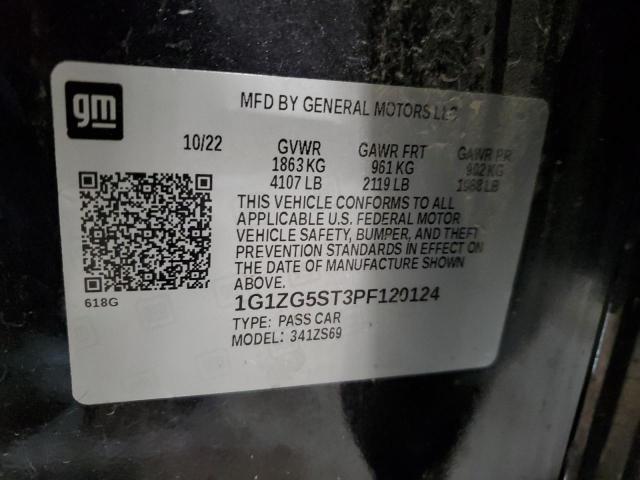 gm
MFD BY GENERAL MOTORS LLC
10/22 GVWR GAWR FRT GAWR RR
1863 KG 961 KG 902 KG
4107 LB 2119 LB 1988 LB
THIS VEHICLE CONFORMS TO ALL
APPLICABLE U.S. FEDERAL MOTOR
VEHICLE SAFETY, BUMPER, AND THEFT
PREVENTION STANDARDS IN EFFECT ON
THE DATE OF MANUFACTURE SHOWN
ABOVE.
618G
1G1ZG5ST3PF120124
TYPE: PASS CAR
MODEL: 341ZS69